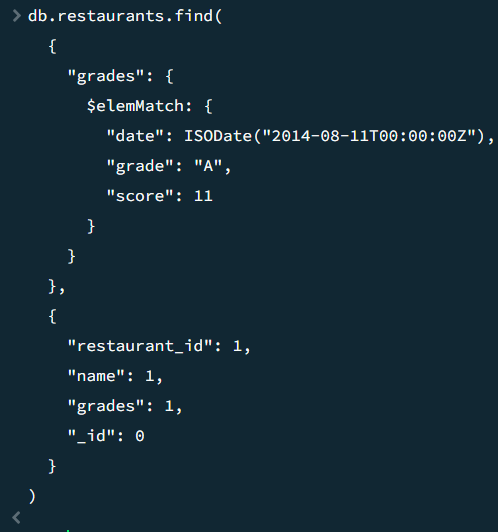 > db.restaurants.find(
{
"grades": {
$elemMatch: {
"date": ISODate("2014-08-11T00:00:00Z"),
"grade": "A",
"score": 11
}
}
},
{
"restaurant_id": 1,
"name": 1,
"grades": 1,
"_id": 0
}
)
<